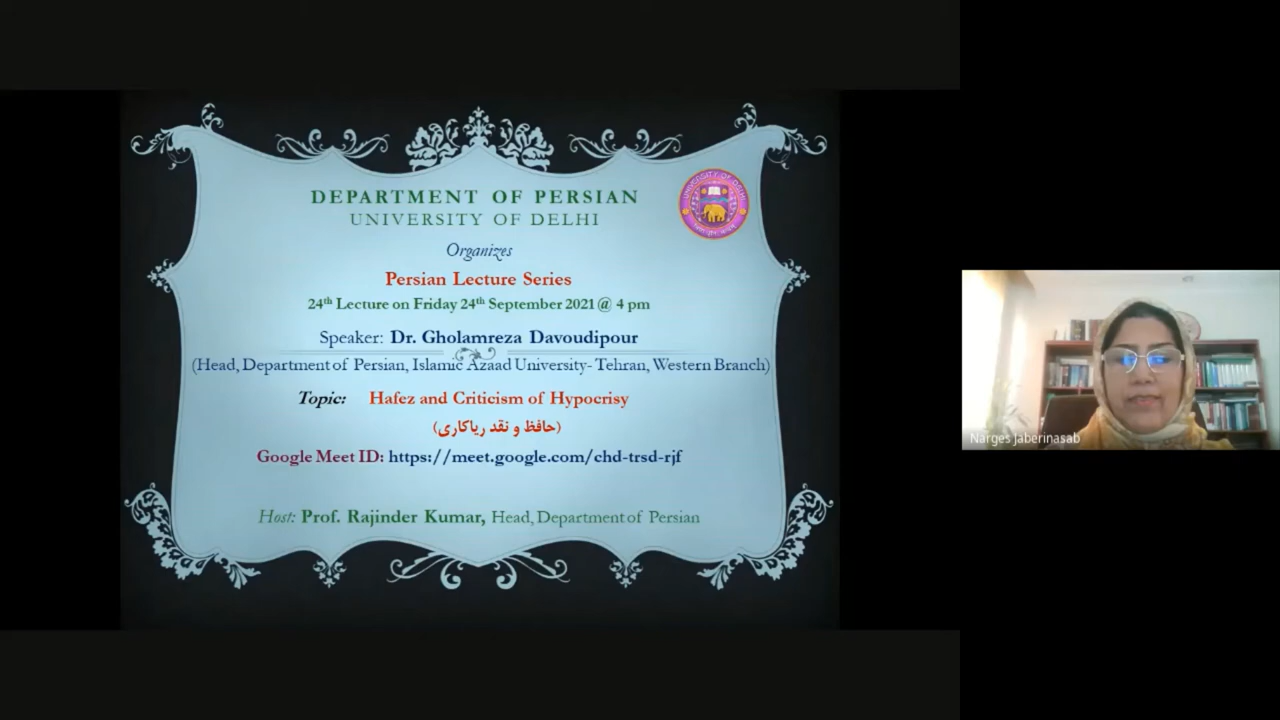 DEPARTMENT OF PERSIAN
UNIVERSITY OF DELHI
UNIVERSITY OF DELHI
Organizes
Persian Lecture Series
24th Lecture on Friday 24th September 2021 @ 4 pm
Speaker: Dr. Gholamreza Davoudipour
(Head, Department of Persian, Islamic Azaad University- Tehran, Western Branch)
Topic: Hafez and Criticism of Hypocrisy
(حافظ و نقد ریاکاری)
Google Meet ID: https://meet.google.com/chd-trsd-rjf
Host: Prof. Rajinder Kumar, Head, Department of Persian
Narges Jaberinasab